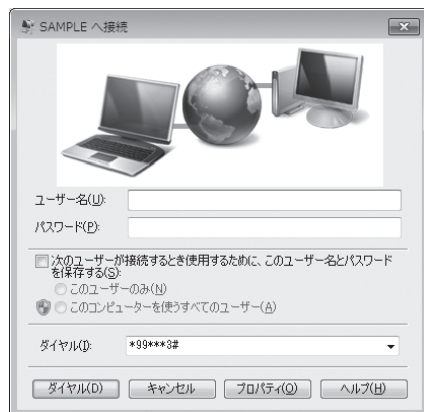 SAMPLE へ接続
ユーザー名(U):
パスワード(P):
次のユーザーが接続するとき使用するために、このユーザー名とパスワード
を保存する(S):
このユーザーのみ(N)
このコンピューターを使うすべてのユーザー(A)
ダイヤル(I): *99***3#
ダイヤル(D) キャンセル プロパティ(O) ヘルプ(H)